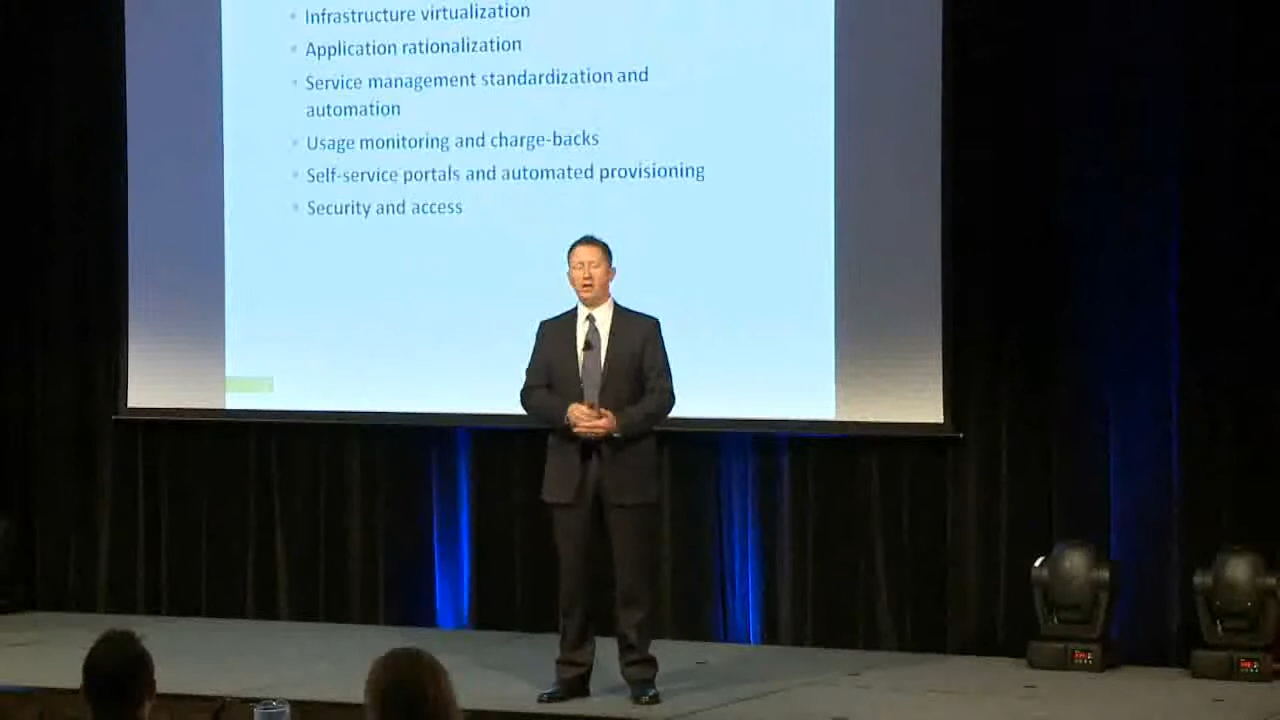 Infrastructure virtualization
Application rationalization
Service management standardization and
automation
Usage monitoring and charge-backs
Self-service portals and automated provisioning
Security and access